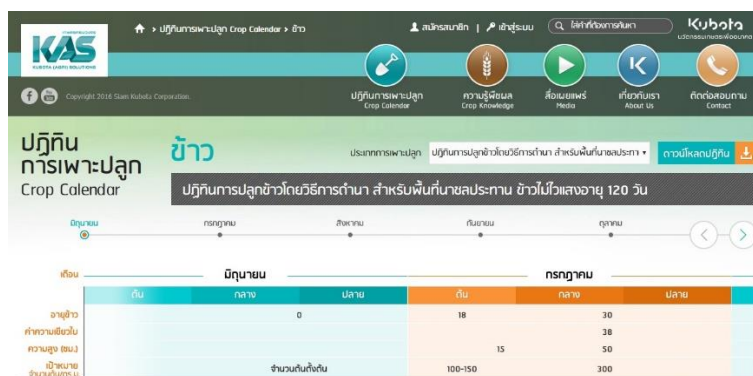 KAS
KUBOTA (AGRI) SOLUTIONS
> ปฏิทินการเพาะปลูก Crop Calendar > ข้าว
สมัครสมาชิก | เข้าสู่ระบบ
ใส่คำที่ต้องการค้นหา
Kubota
Copyright 2016 Siam Kubota Corporation.
ปฏิทินการเพาะปลูก
Crop Calendar
ความรู้พืชผล
Crop Knowledge
สื่อเผยแพร่
Media
เกี่ยวกับเรา
About Us
ติดต่อสอบถาม
Contact
ปฏิทิน
การเพาะปลูก
Crop Calendar
ข้าว
ประเภทการเพาะปลูก
ปฏิทินการปลูกข้าวโดยวิธีการดำนา สำหรับพื้นที่นาชลประทา
ดาวน์โหลดปฏิทิน
ปฏิทินการปลูกข้าวโดยวิธีการดำนา สำหรับพื้นที่นาชลประทาน ข้าวไม่ไวแสงอายุ 120 วัน
มิถุนายน กรกฎาคม สิงหาคม กันยายน ตุลาคม
เดือน มิถุนายน กรกฎาคม
ต้น กลาง ปลาย ต้น กลาง ปลาย
อายุข้าว 0 18 30
ค่าความเขียวใบ 38
ความสูง (ซม.) 15 50
เป้าหมาย
จำนวนต้น/ตร.ม จำนวนต้นตั้งต้น 100-150 300